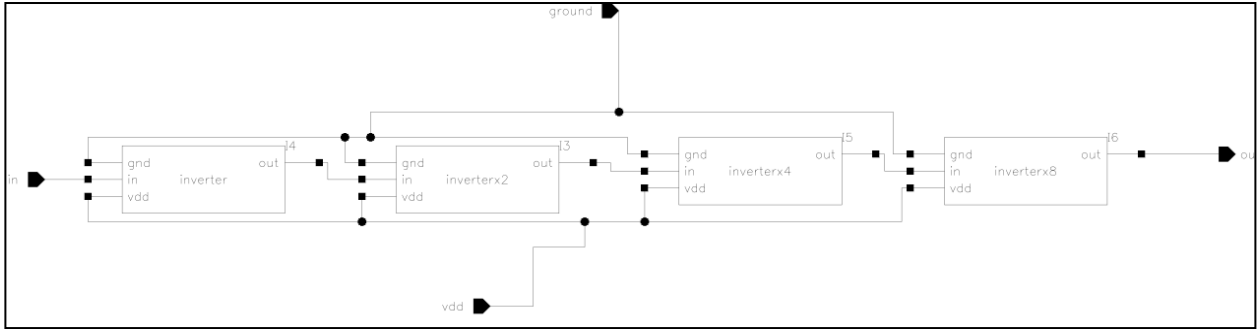 ground
I4
I3
I5
I6
gnd out
in inverter
vdd
gnd out
in inverterx2
vdd
gnd out
in inverterx4
vdd
gnd out
in inverterx8
vdd
in
ou
vdd